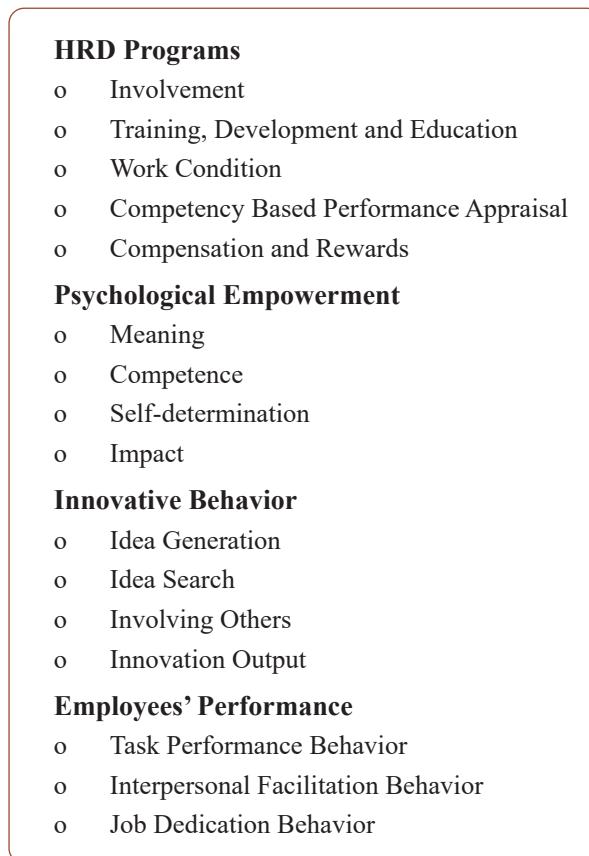 HRD Programs
o Involvement
o Training, Development and Education
o Work Condition
o Competency Based Performance Appraisal
o Compensation and Rewards
Psychological Empowerment
o Meaning
o Competence
o Self-determination
o Impact
Innovative Behavior
o Idea Generation
o Idea Search
o Involving Others
o Innovation Output
Employees’ Performance
o Task Performance Behavior
o Interpersonal Facilitation Behavior
o Job Dedication Behavior